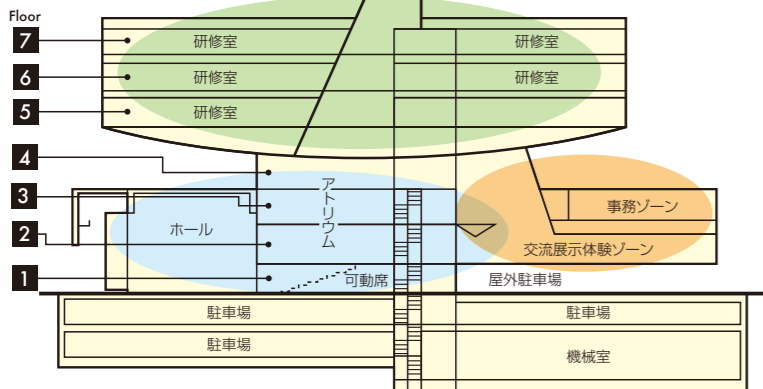 Floor
7
研修室
研修室
6
研修室
研修室
5
研修室
4
3
アトリウム
事務ゾーン
2
ホール
交流展示体験ゾーン
1
可動席
屋外駐車場
駐車場
駐車場
駐車場
機械室